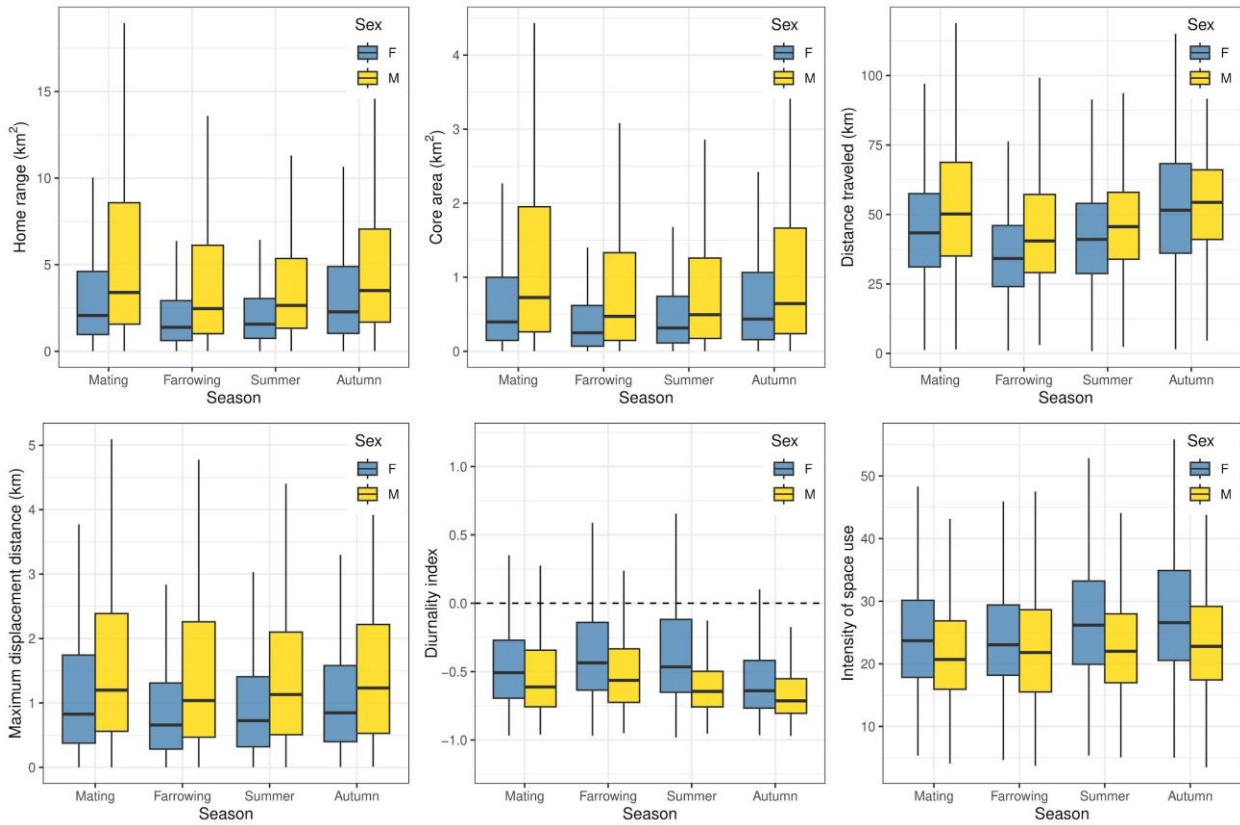 Home range (km²)
15
10
5
0
Sex
F
M
Mating Farrowing Summer Autumn
Season
Core area (km²)
4
3
2
1
0
Sex
F
M
Mating Farrowing Summer Autumn
Season
Distance traveled (km)
100
75
50
25
0
Sex
F
M
Mating Farrowing Summer Autumn
Season
Maximum displacement distance (km)
5
4
3
2
1
0
Sex
F
M
Mating Farrowing Summer Autumn
Season
Diurnality index
1.0
0.5
0.0
−0.5
−1.0
Sex
F
M
Mating Farrowing Summer Autumn
Season
Intensity of space use
50
40
30
20
10
Sex
F
M
Mating Farrowing Summer Autumn
Season